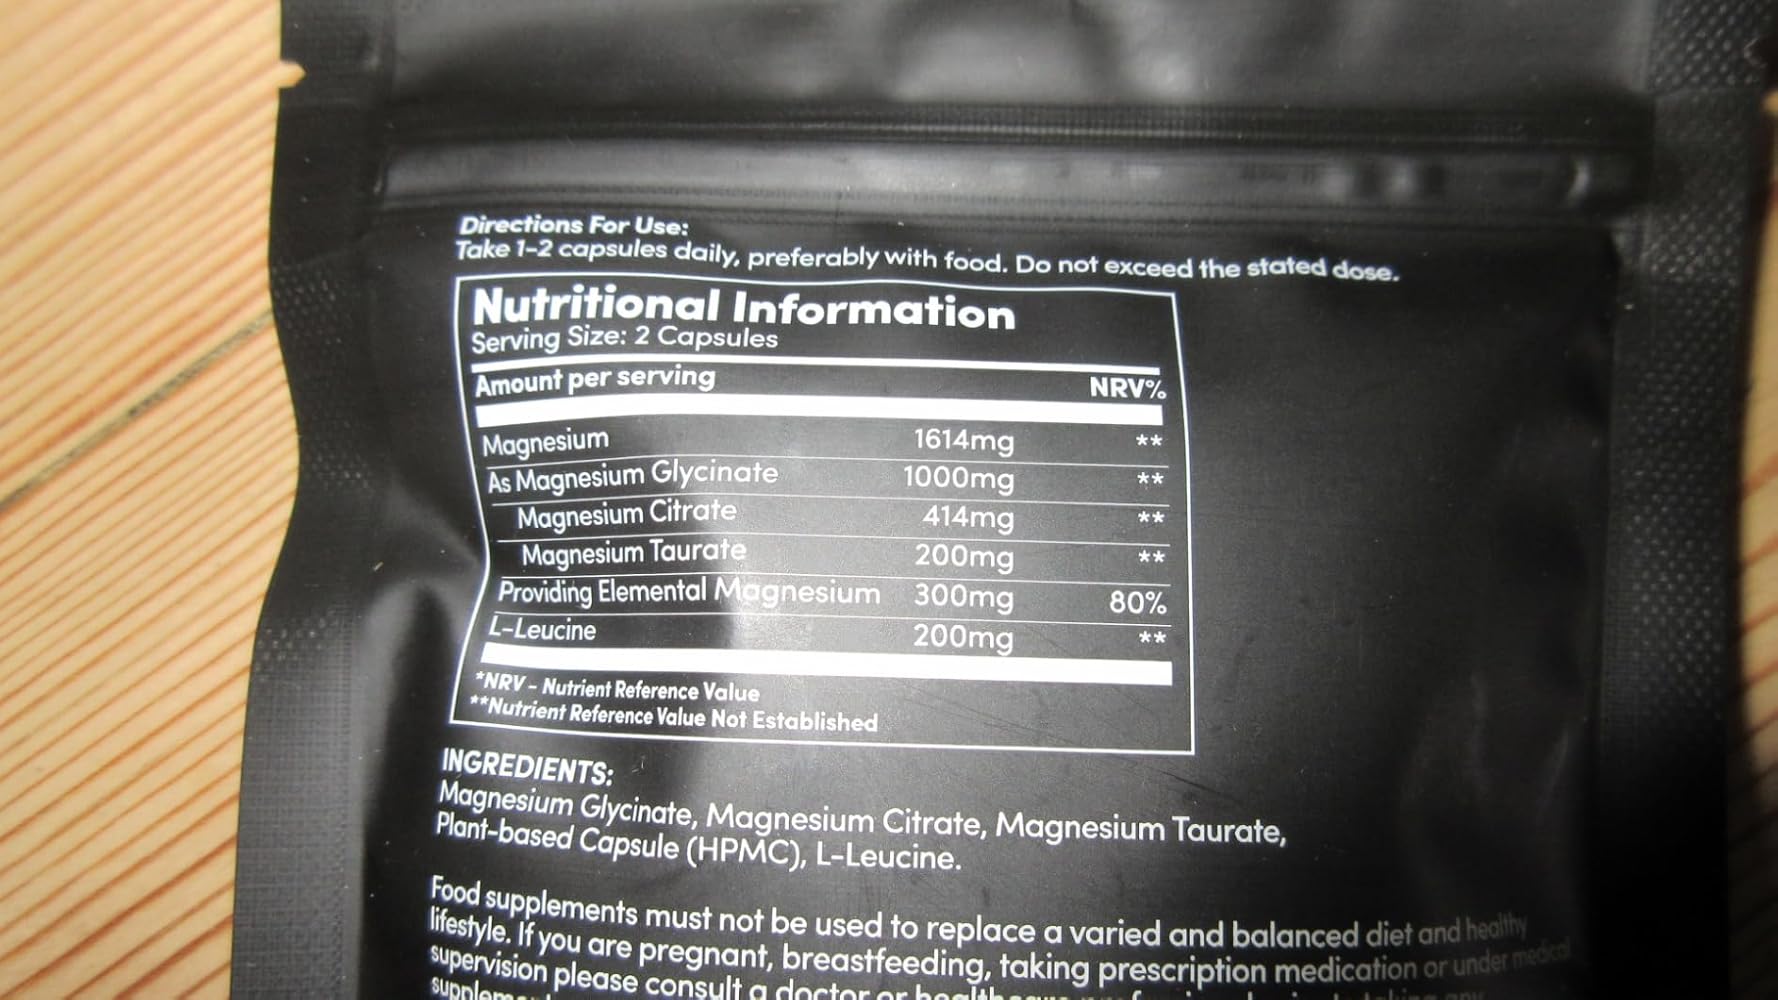 Directions For Use:
Take 1-2 capsules daily, preferably with food. Do not exceed the stated dose.
Nutritional Information
Serving Size: 2 Capsules
Amount per serving NRV%
Magnesium 1614mg **
As Magnesium Glycinate 1000mg **
Magnesium Citrate 414mg **
Magnesium Taurate 200mg **
Providing Elemental Magnesium 300mg 80%
L-Leucine 200mg **
*NRV - Nutrient Reference Value
**Nutrient Reference Value Not Established
INGREDIENTS:
Magnesium Glycinate, Magnesium Citrate, Magnesium Taurate,
Plant-based Capsule (HPMC), L-Leucine.
Food supplements must not be used to replace a varied and balanced diet and healthy
lifestyle. If you are pregnant, breastfeeding, taking prescription medication or under medical
supervision please consult a doctor or